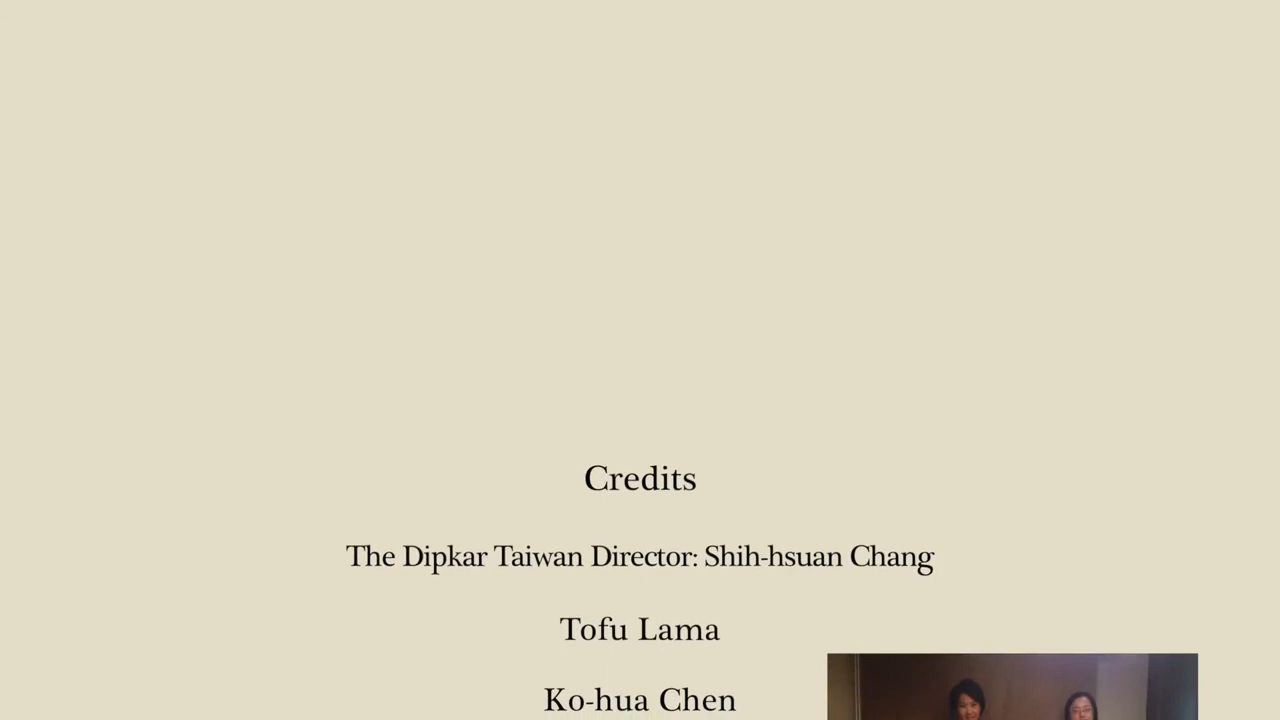 Credits
The Dipkar Taiwan Director: Shih-hsuan Chang
Tofu Lama
Ko-hua Chen